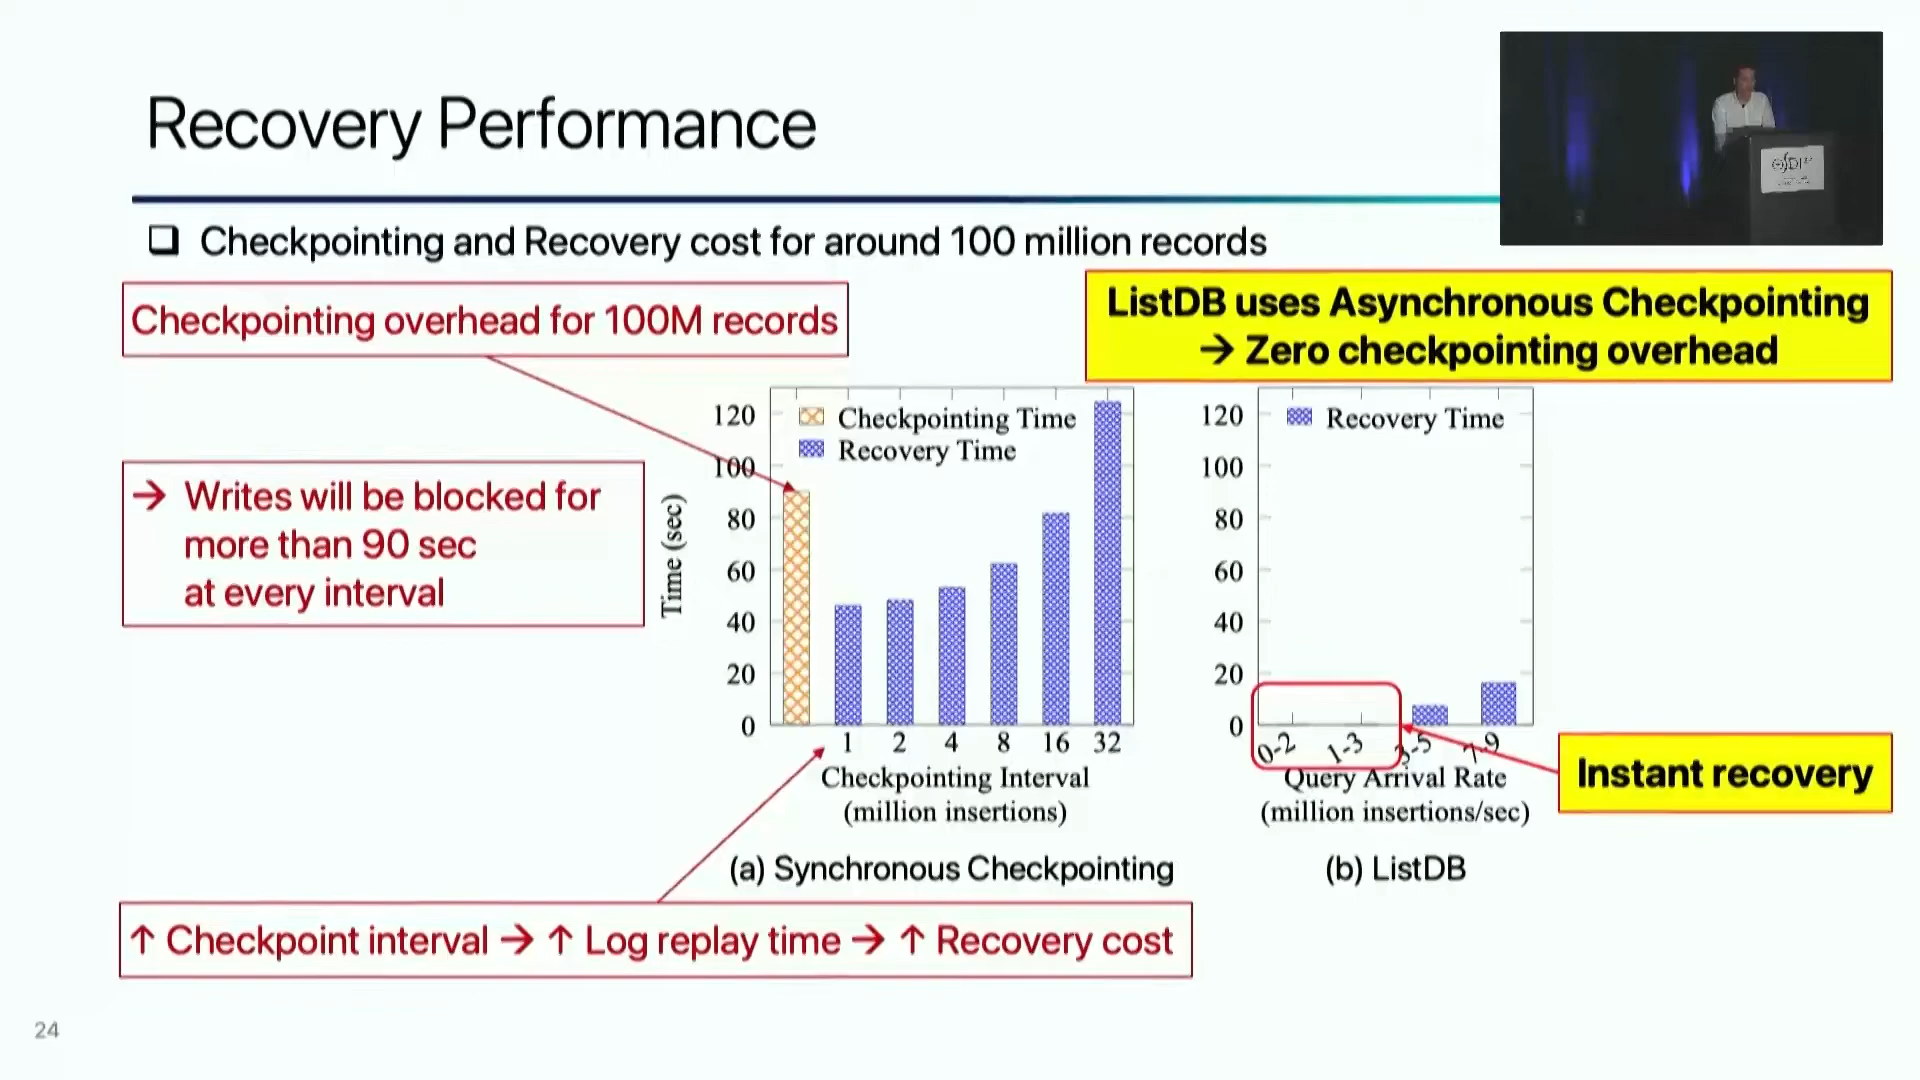 Recovery Performance
❑ Checkpointing and Recovery cost for around 100 million records
Checkpointing overhead for 100M records
ListDB uses Asynchronous Checkpointing
→ Zero checkpointing overhead
→ Writes will be blocked for
more than 90 sec
at every interval
Time (sec)
120
100
80
60
40
20
0
Checkpointing Time
Recovery Time
1 2 4 8 16 32
Checkpointing Interval
(million insertions)
(a) Synchronous Checkpointing
120
100
80
60
40
20
0
Recovery Time
0-2 1-3 3-5 7-9
Query Arrival Rate
(million insertions/sec)
(b) ListDB
Instant recovery
↑ Checkpoint interval → ↑ Log replay time → ↑ Recovery cost
24